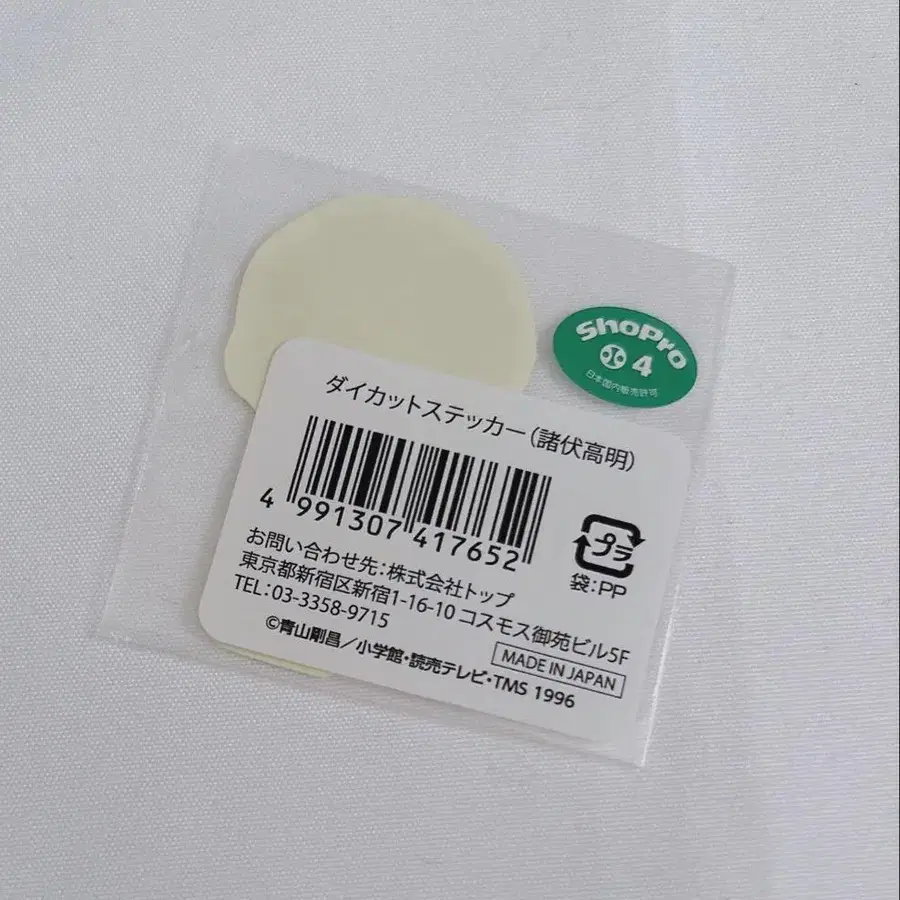 ShoPro
4
日本国内販売許可
ダイカットステッカー(諸伏高明)
4 991307 417652
プラ
袋:PP
お問い合わせ先:株式会社トップ
東京都新宿区新宿1-16-10 コスモス御苑ビル5F
TEL:03-3358-9715
MADE IN JAPAN
©青山剛昌/小学館・読売テレビ・TMS 1996